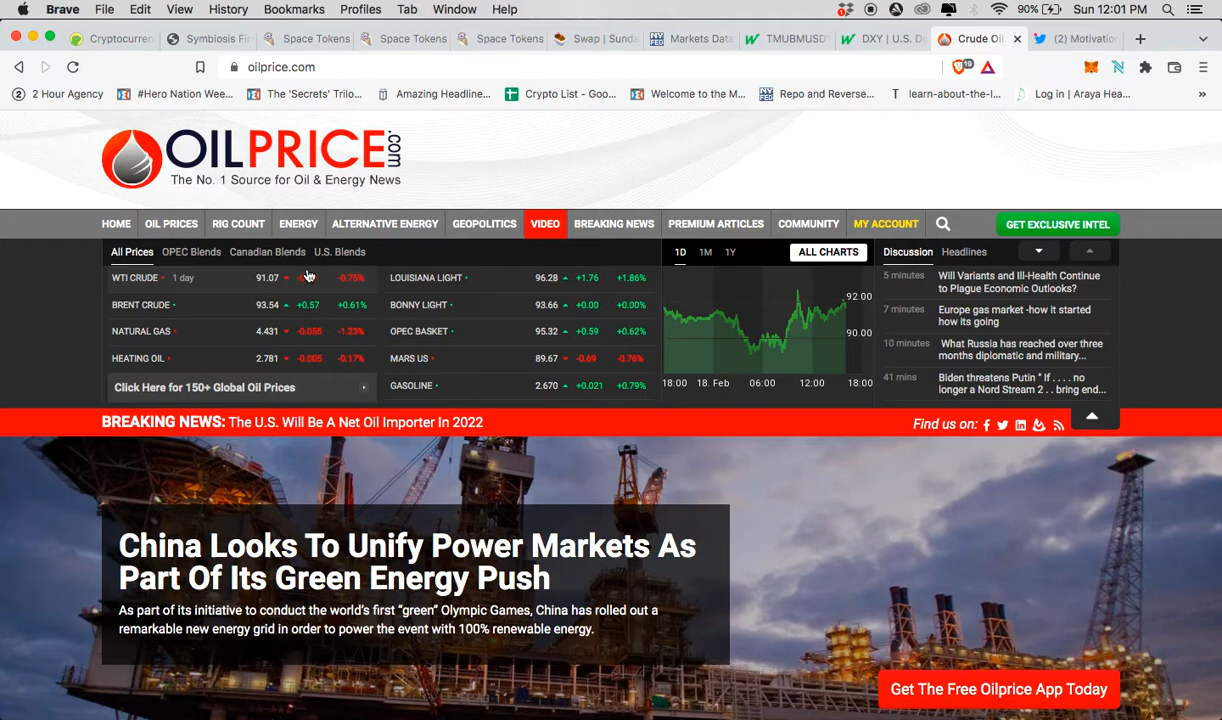 Brave File Edit View History Bookmarks Profiles Tab Window Help 90% Sun 12:01 PM
Cryptocurren Symbiosis Fin Space Tokens Space Tokens Space Tokens Swap | Sunda Markets Data TMUBMUSD1 DXY | U.S. Do Crude Oil (2) Motivatio
oilprice.com 19
2 Hour Agency #Hero Nation Wee... The 'Secrets' Trilo... Amazing Headline... Crypto List - Goo... Welcome to the M... Repo and Reverse... learn-about-the-l... Log in | Araya Hea... »
OILPRICE.com
The No. 1 Source for Oil & Energy News
HOME OIL PRICES RIG COUNT ENERGY ALTERNATIVE ENERGY GEOPOLITICS VIDEO BREAKING NEWS PREMIUM ARTICLES COMMUNITY MY ACCOUNT GET EXCLUSIVE INTEL
All Prices OPEC Blends Canadian Blends U.S. Blends
WTI CRUDE 1 day 91.07 -0.75%
BRENT CRUDE 93.54 +0.57 +0.61%
NATURAL GAS 4.431 -0.055 -1.23%
HEATING OIL 2.781 -0.005 -0.17%
Click Here for 150+ Global Oil Prices
LOUISIANA LIGHT 96.28 +1.76 +1.86%
BONNY LIGHT 93.66 +0.00 +0.00%
OPEC BASKET 95.32 +0.59 +0.62%
MARS US 89.67 -0.69 -0.76%
GASOLINE 2.670 +0.021 +0.79%
1D 1M 1Y ALL CHARTS
92.00
90.00
18:00 18. Feb 06:00 12:00 18:00
Discussion Headlines
5 minutes Will Variants and Ill-Health Continue
to Plague Economic Outlooks?
7 minutes Europe gas market -how it started
how its going
10 minutes What Russia has reached over three
months diplomatic and military...
41 mins Biden threatens Putin " If . . . . no
longer a Nord Stream 2 . . bring end...
BREAKING NEWS: The U.S. Will Be A Net Oil Importer In 2022
Find us on:
China Looks To Unify Power Markets As
Part Of Its Green Energy Push
As part of its initiative to conduct the world's first "green" Olympic Games, China has rolled out a
remarkable new energy grid in order to power the event with 100% renewable energy.
Get The Free Oilprice App Today